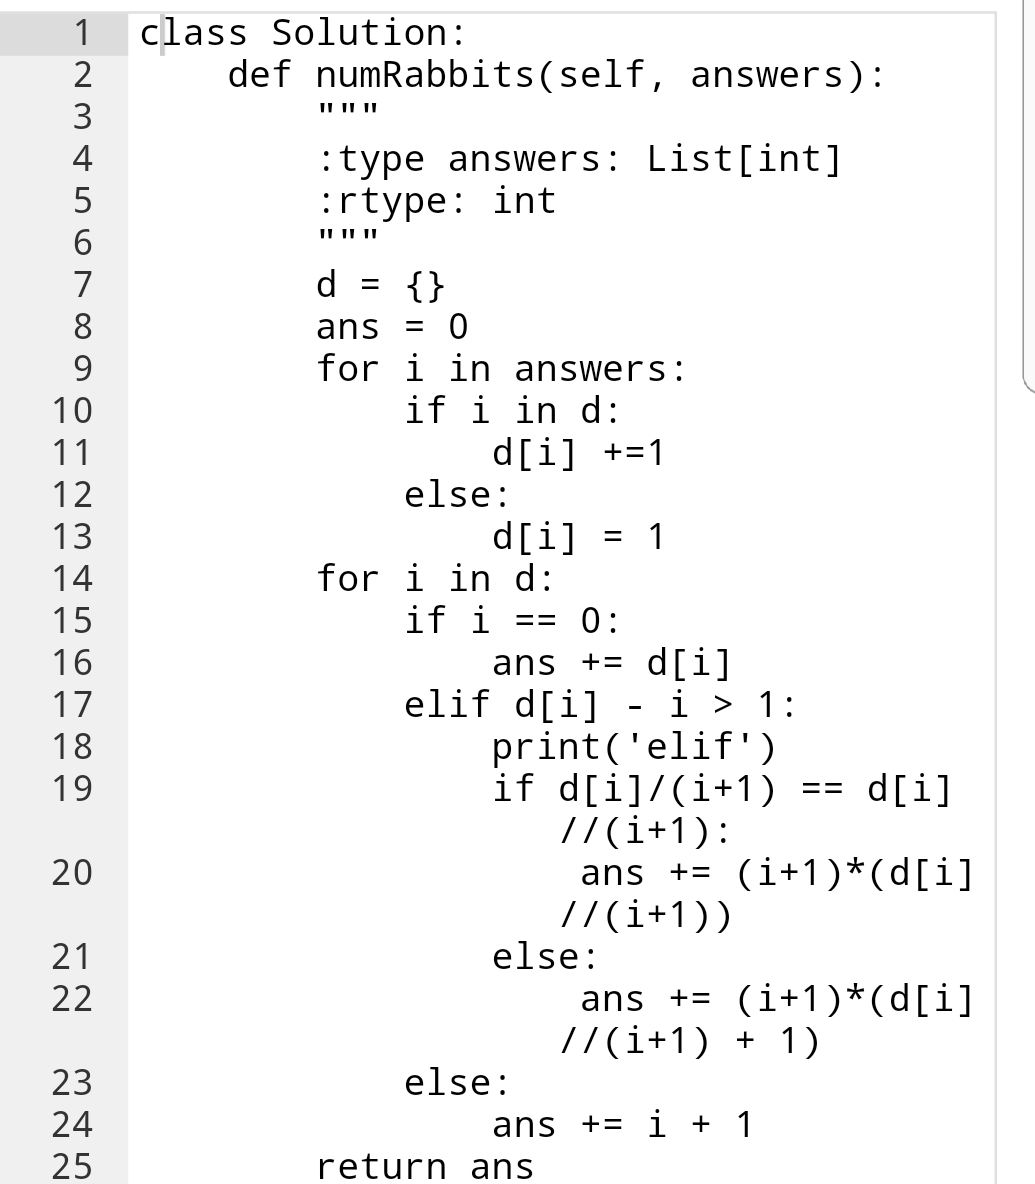 1 class Solution:
2     def numRabbits(self, answers):
3         """
4         :type answers: List[int]
5         :rtype: int
6         """
7         d = {}
8         ans = 0
9         for i in answers:
10             if i in d:
11                 d[i] +=1
12             else:
13                 d[i] = 1
14         for i in d:
15             if i == 0:
16                 ans += d[i]
17             elif d[i] - i > 1:
18                 print('elif')
19                 if d[i]/(i+1) == d[i]
//(i+1):
20                     ans += (i+1)*(d[i]
//(i+1))
21                 else:
22                     ans += (i+1)*(d[i]
//(i+1) + 1)
23             else:
24                 ans += i + 1
25         return ans